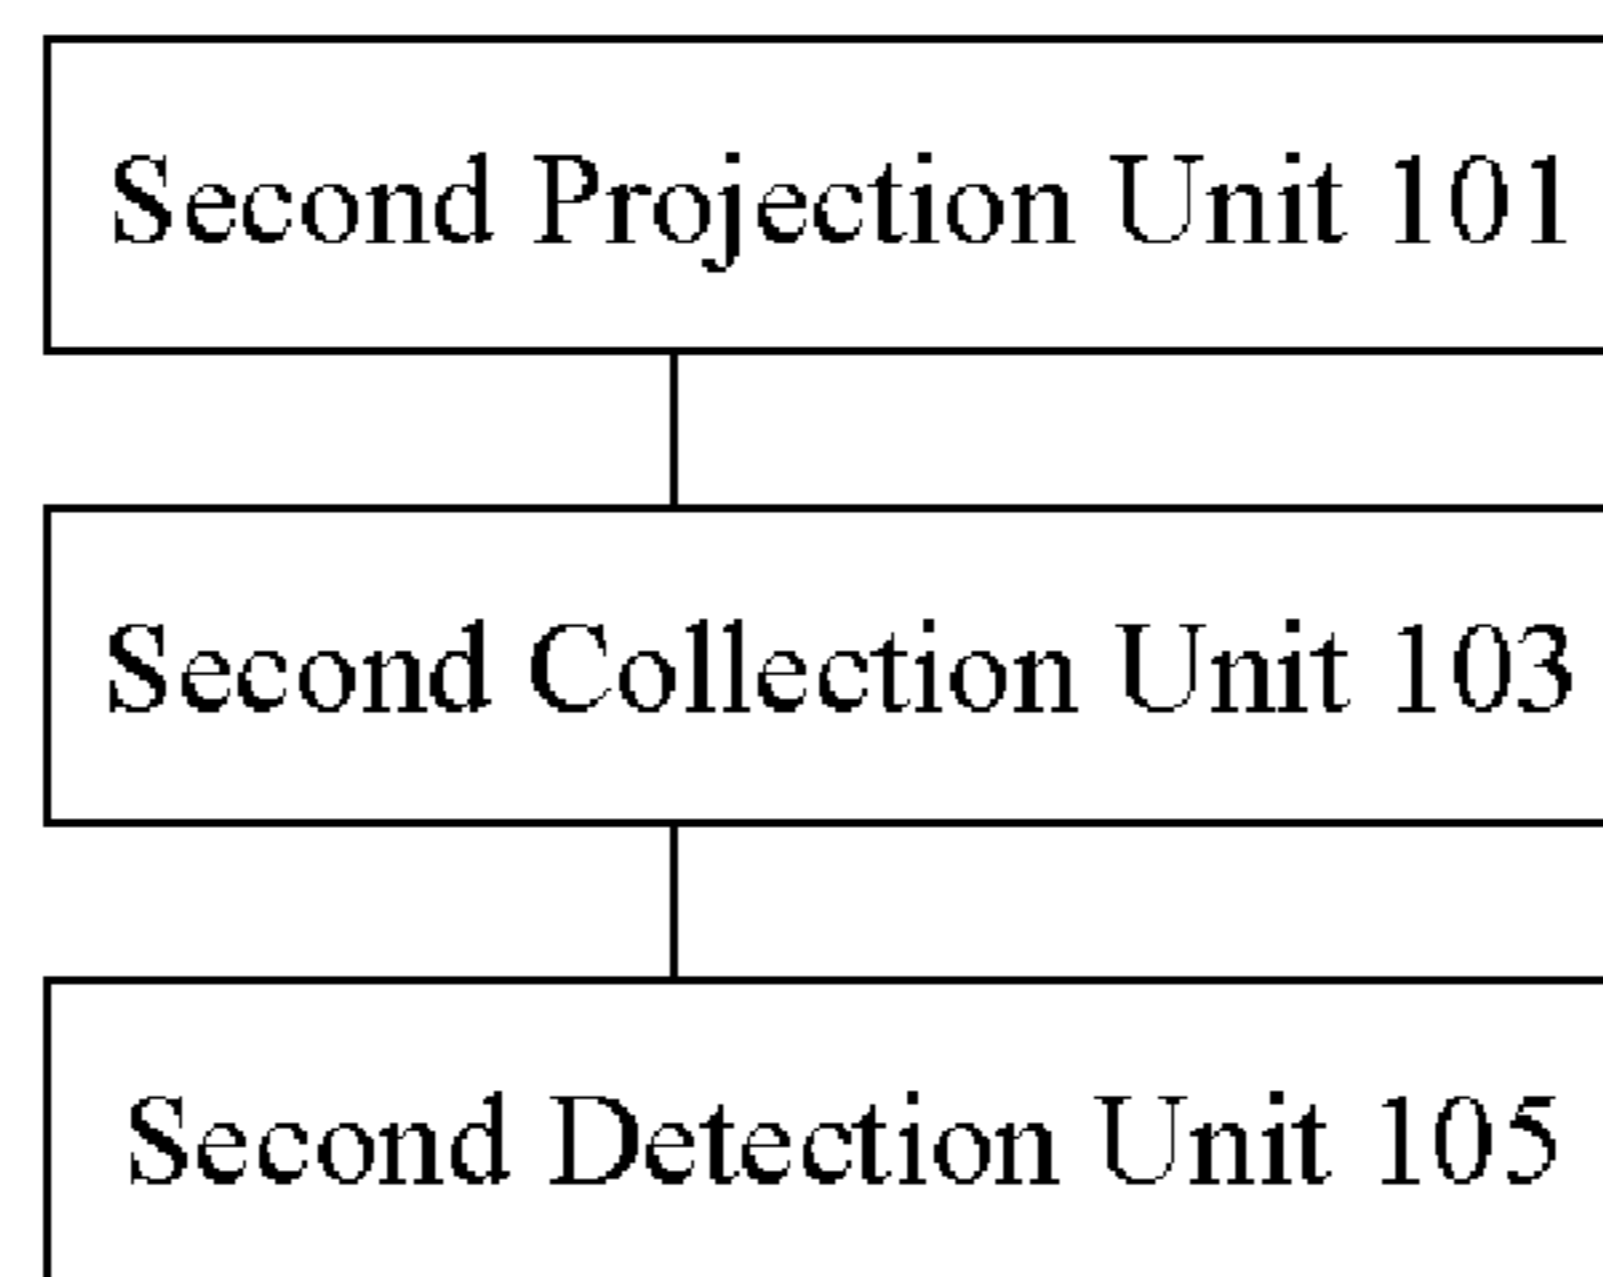 Second Projection Unit 101
Second Collection Unit 103
Second Detection Unit 105